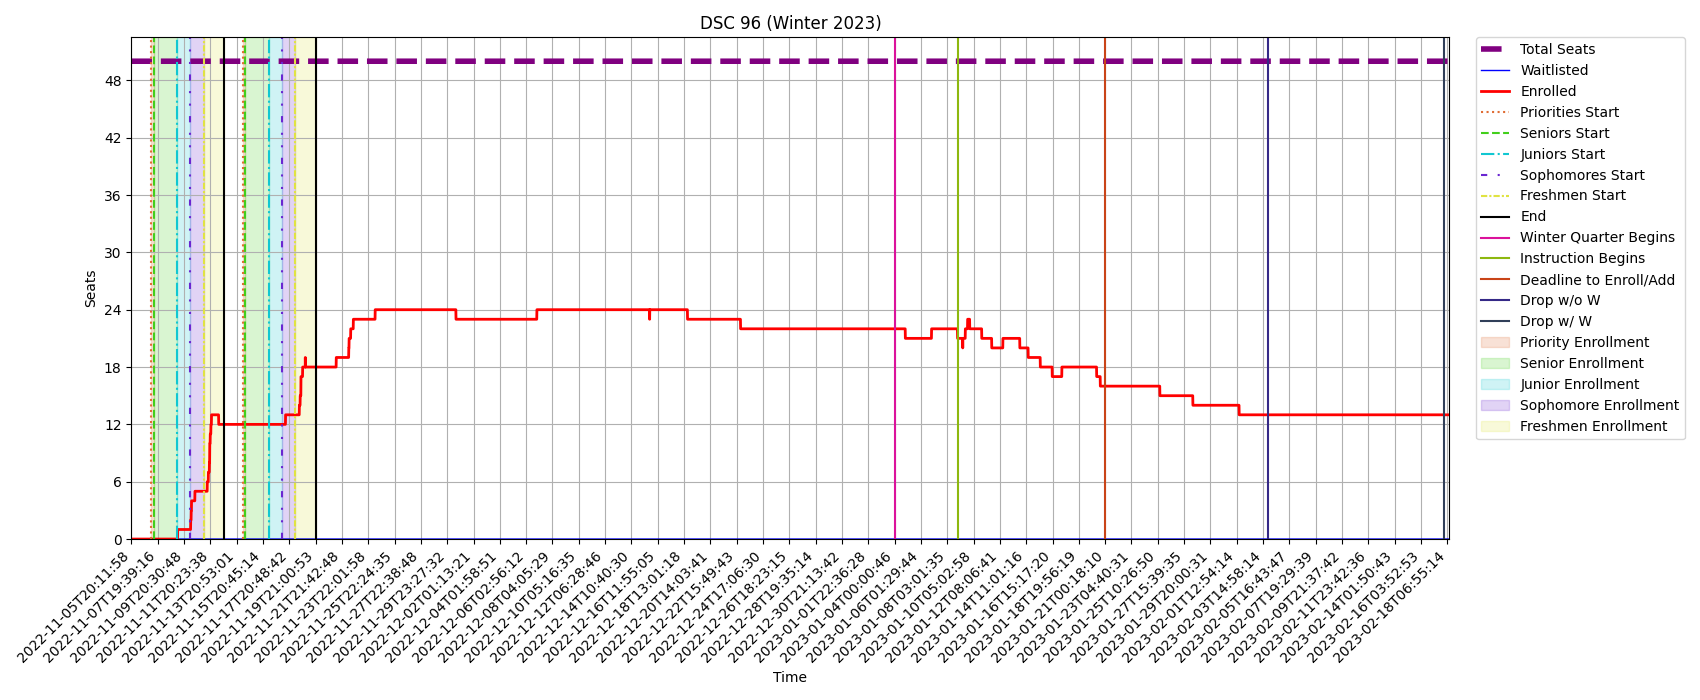 DSC 96 (Winter 2023)
Seats
48
42
36
30
24
18
12
6
0
2022-11-05T20:11:58
2022-11-07T19:39:16
2022-11-09T20:30:48
2022-11-11T20:23:38
2022-11-13T20:53:01
2022-11-15T20:45:14
2022-11-17T20:48:42
2022-11-19T21:00:53
2022-11-21T21:42:48
2022-11-23T22:01:58
2022-11-25T22:24:35
2022-11-27T22:38:48
2022-11-29T23:27:32
2022-12-02T01:13:21
2022-12-04T01:58:51
2022-12-06T02:56:12
2022-12-08T04:05:29
2022-12-10T05:16:35
2022-12-12T06:28:46
2022-12-14T10:40:30
2022-12-16T11:55:05
2022-12-18T13:01:18
2022-12-20T14:03:41
2022-12-22T15:49:43
2022-12-24T17:06:30
2022-12-26T18:23:15
2022-12-28T19:35:14
2022-12-30T21:13:42
2023-01-01T22:36:28
2023-01-04T00:00:46
2023-01-06T01:29:44
2023-01-08T03:01:35
2023-01-10T05:02:58
2023-01-12T08:06:41
2023-01-14T11:01:16
2023-01-16T15:17:20
2023-01-18T19:56:19
2023-01-21T00:18:10
2023-01-23T04:40:31
2023-01-25T10:26:50
2023-01-27T15:39:35
2023-01-29T20:00:31
2023-02-01T12:54:14
2023-02-03T14:58:14
2023-02-05T16:43:47
2023-02-07T19:29:39
2023-02-09T21:37:42
2023-02-11T23:42:36
2023-02-14T01:50:43
2023-02-16T03:52:53
2023-02-18T06:55:14
Time
Total Seats
Waitlisted
Enrolled
Priorities Start
Seniors Start
Juniors Start
Sophomores Start
Freshmen Start
End
Winter Quarter Begins
Instruction Begins
Deadline to Enroll/Add
Drop w/o W
Drop w/ W
Priority Enrollment
Senior Enrollment
Junior Enrollment
Sophomore Enrollment
Freshmen Enrollment